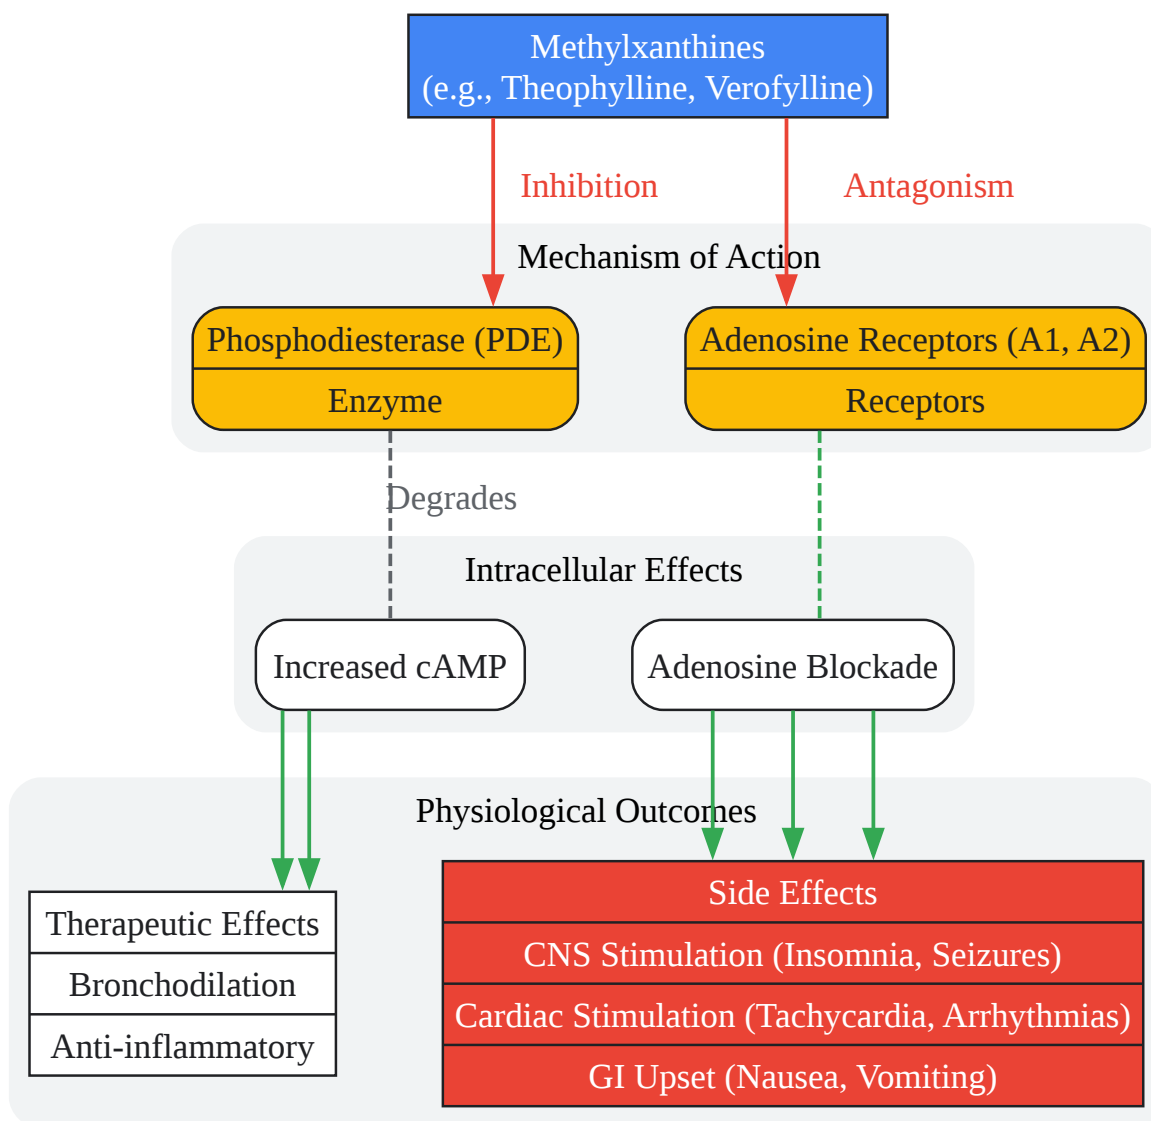 Methylxanthines
(e.g., Theophylline, Verofylline)
Inhibition
Antagonism
Mechanism of Action
Phosphodiesterase (PDE)
Enzyme
Adenosine Receptors (A1, A2)
Receptors
Degrades
Intracellular Effects
Increased cAMP
Adenosine Blockade
Physiological Outcomes
Therapeutic Effects
Bronchodilation
Anti-inflammatory
Side Effects
CNS Stimulation (Insomnia, Seizures)
Cardiac Stimulation (Tachycardia, Arrhythmias)
GI Upset (Nausea, Vomiting)